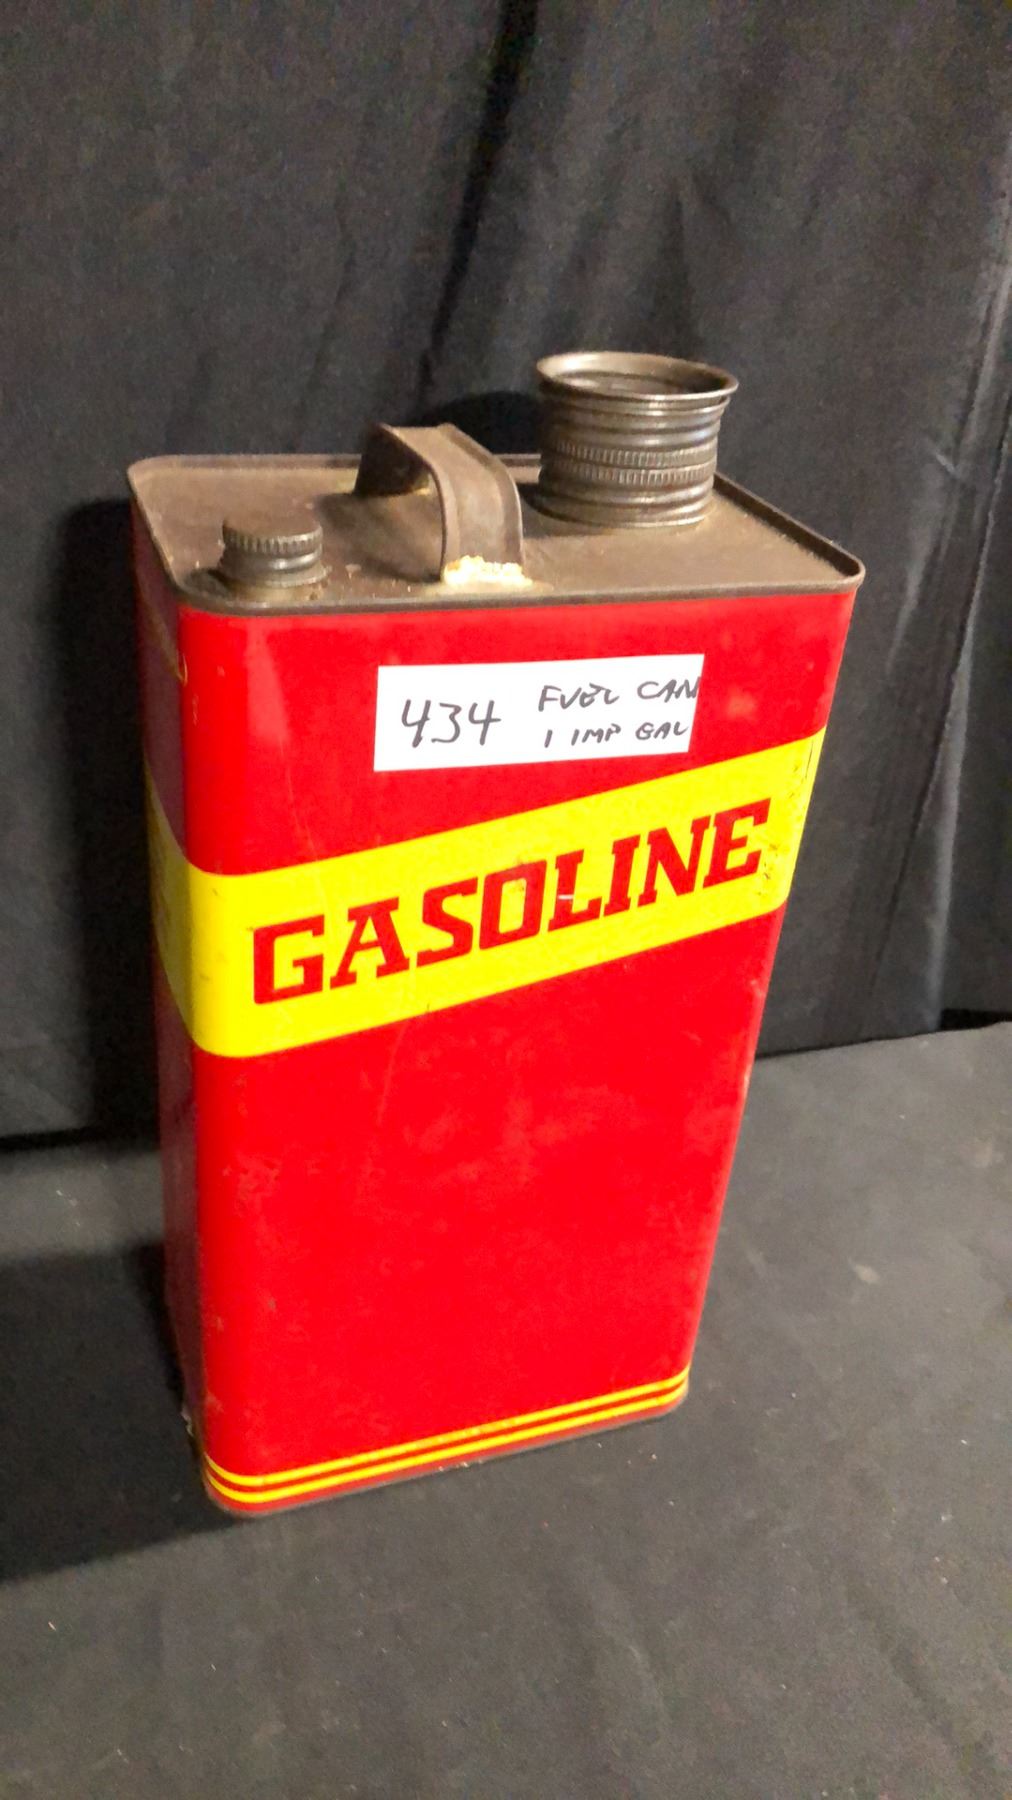 434 FUEL CAN
1 IMP GAL
GASOLINE